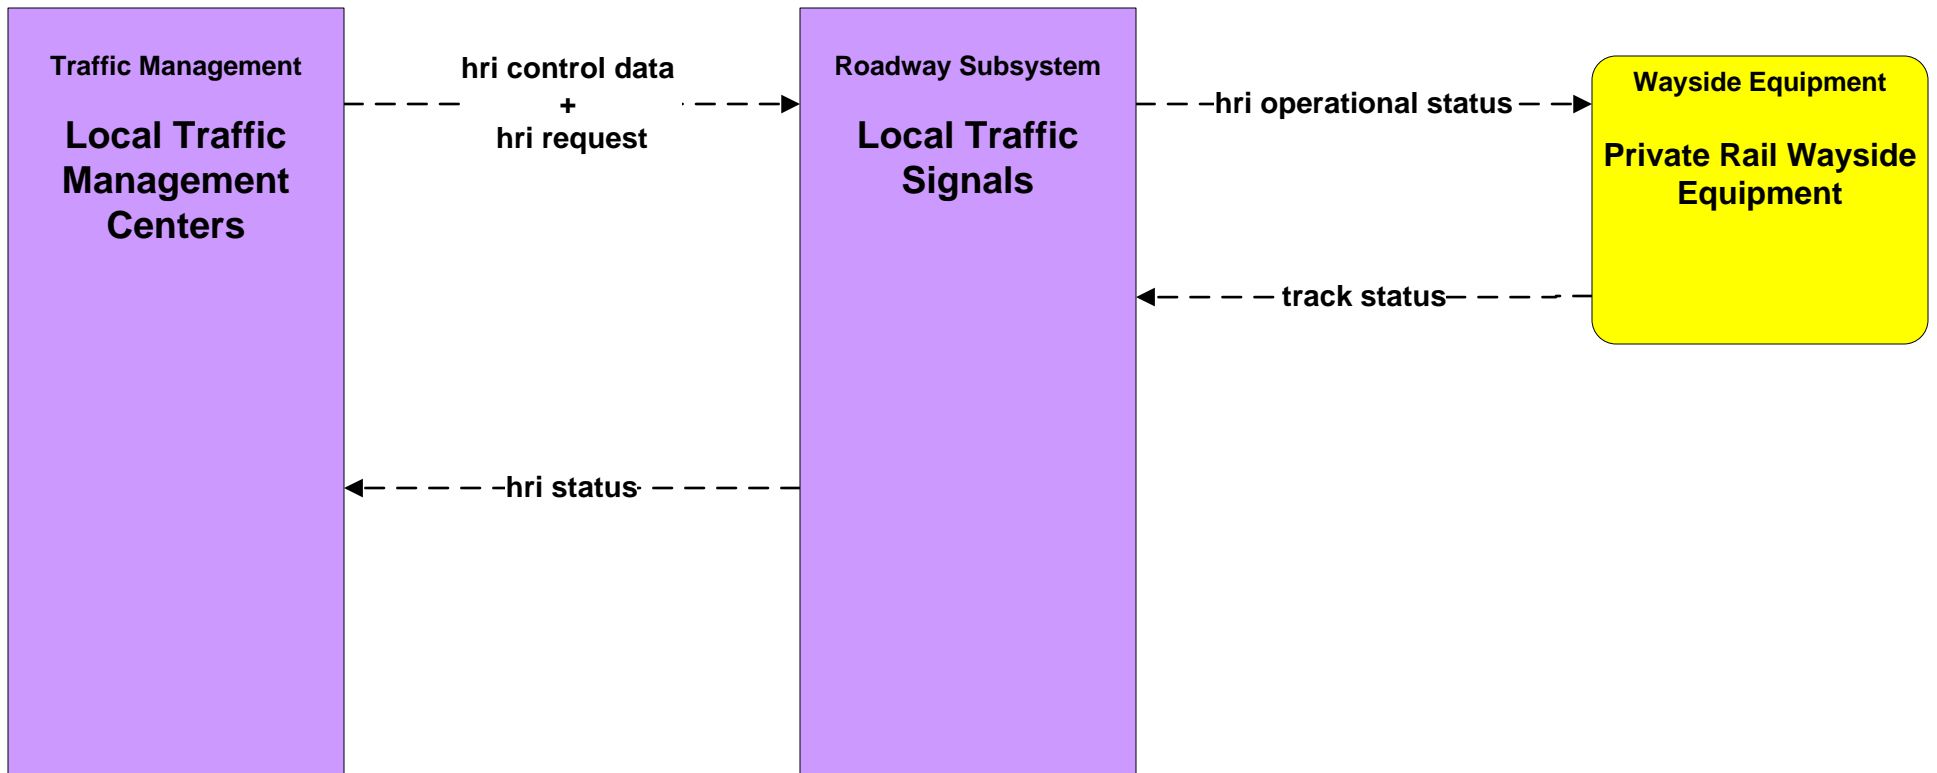 Traffic Management
Local Traffic
Management
Centers
hri control data
+
hri request
Roadway Subsystem
Local Traffic
Signals
hri operational status
Wayside Equipment
Private Rail Wayside
Equipment
track status
hri status